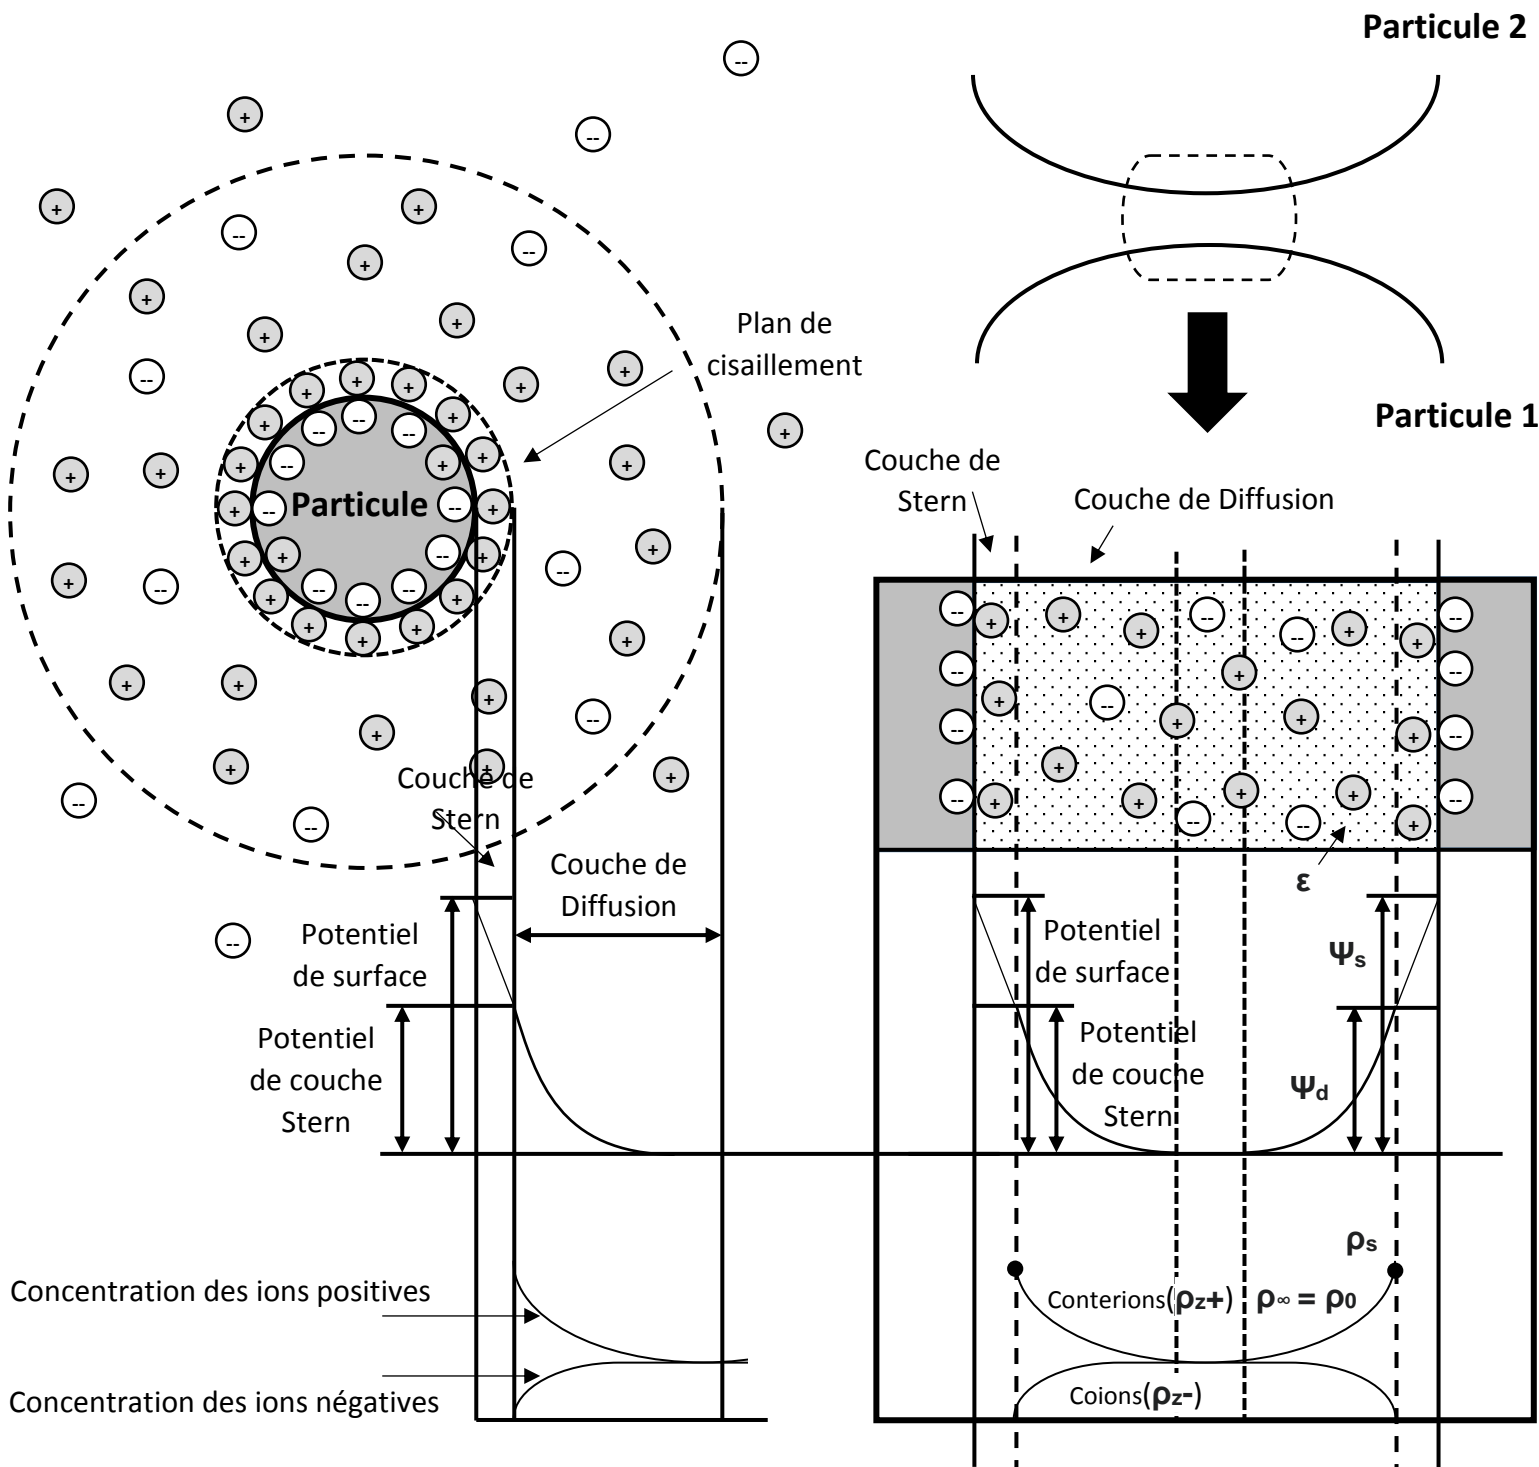 Particule 2
Plan de
cisaillement
Particule 1
Couche de
Stern
Couche de Diffusion
Particule
Couche de
Stern
Couche de
Diffusion
ε
Potentiel
de surface
Potentiel
de surface
Ψs
Potentiel
de couche
Stern
Potentiel
de couche
Stern
Ψd
ρs
Concentration des ions positives
Conterions(ρz+)
ρ∞ = ρ0
Concentration des ions négatives
Coions(ρz-)